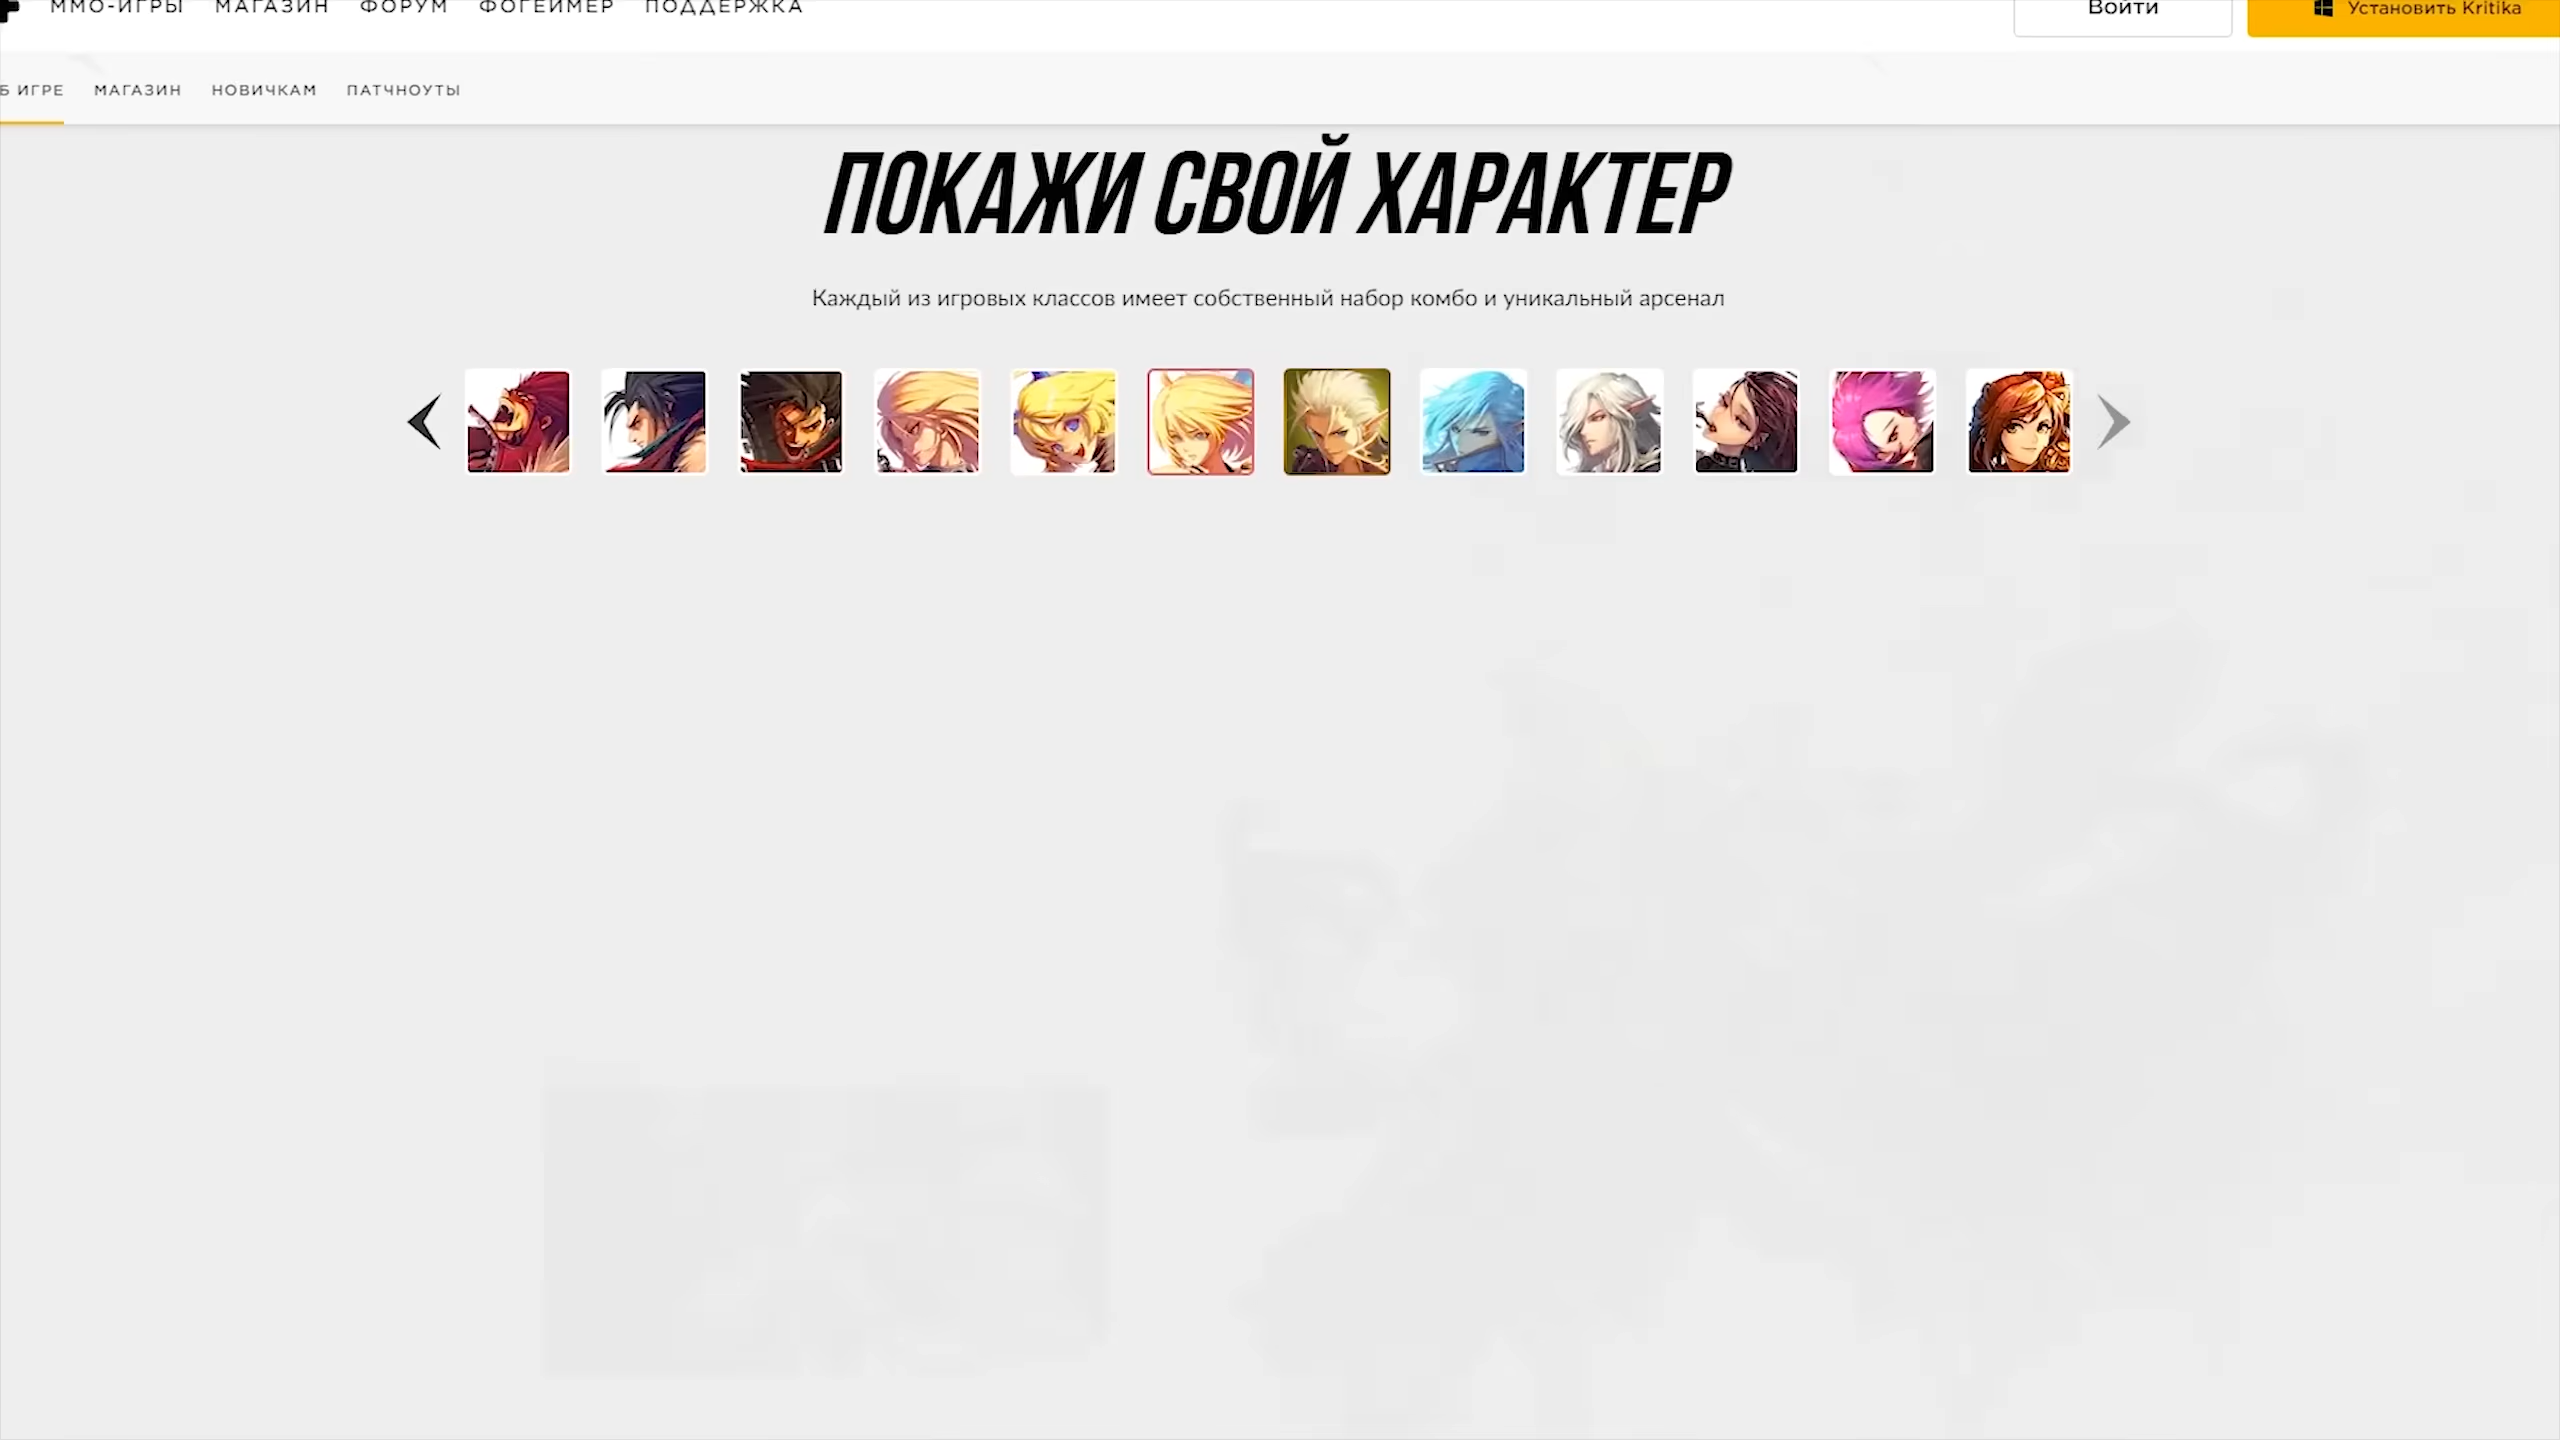 ММО-ИГРЫ МАГАЗИН ФОРУМ ФОГЕЙМЕР ПОДДЕРЖКА Войти Установить Kritika
Б ИГРЕ МАГАЗИН НОВИЧКАМ ПАТЧНОУТЫ
ПОКАЖИ СВОЙ ХАРАКТЕР
Каждый из игровых классов имеет собственный набор комбо и уникальный арсенал